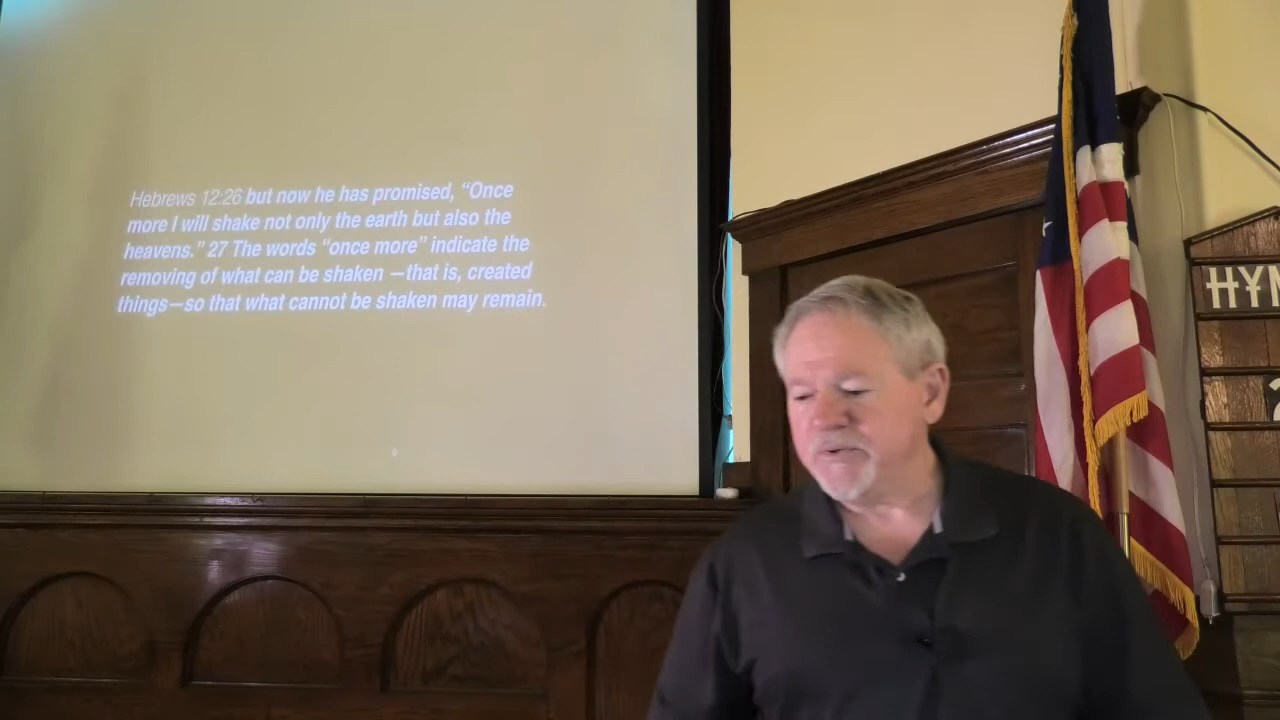 Hebrews 12:26 but now he has promised, “Once
more I will shake not only the earth but also the
heavens.” 27 The words “once more” indicate the
removing of what can be shaken —that is, created
things—so that what cannot be shaken may remain.
HYM
2